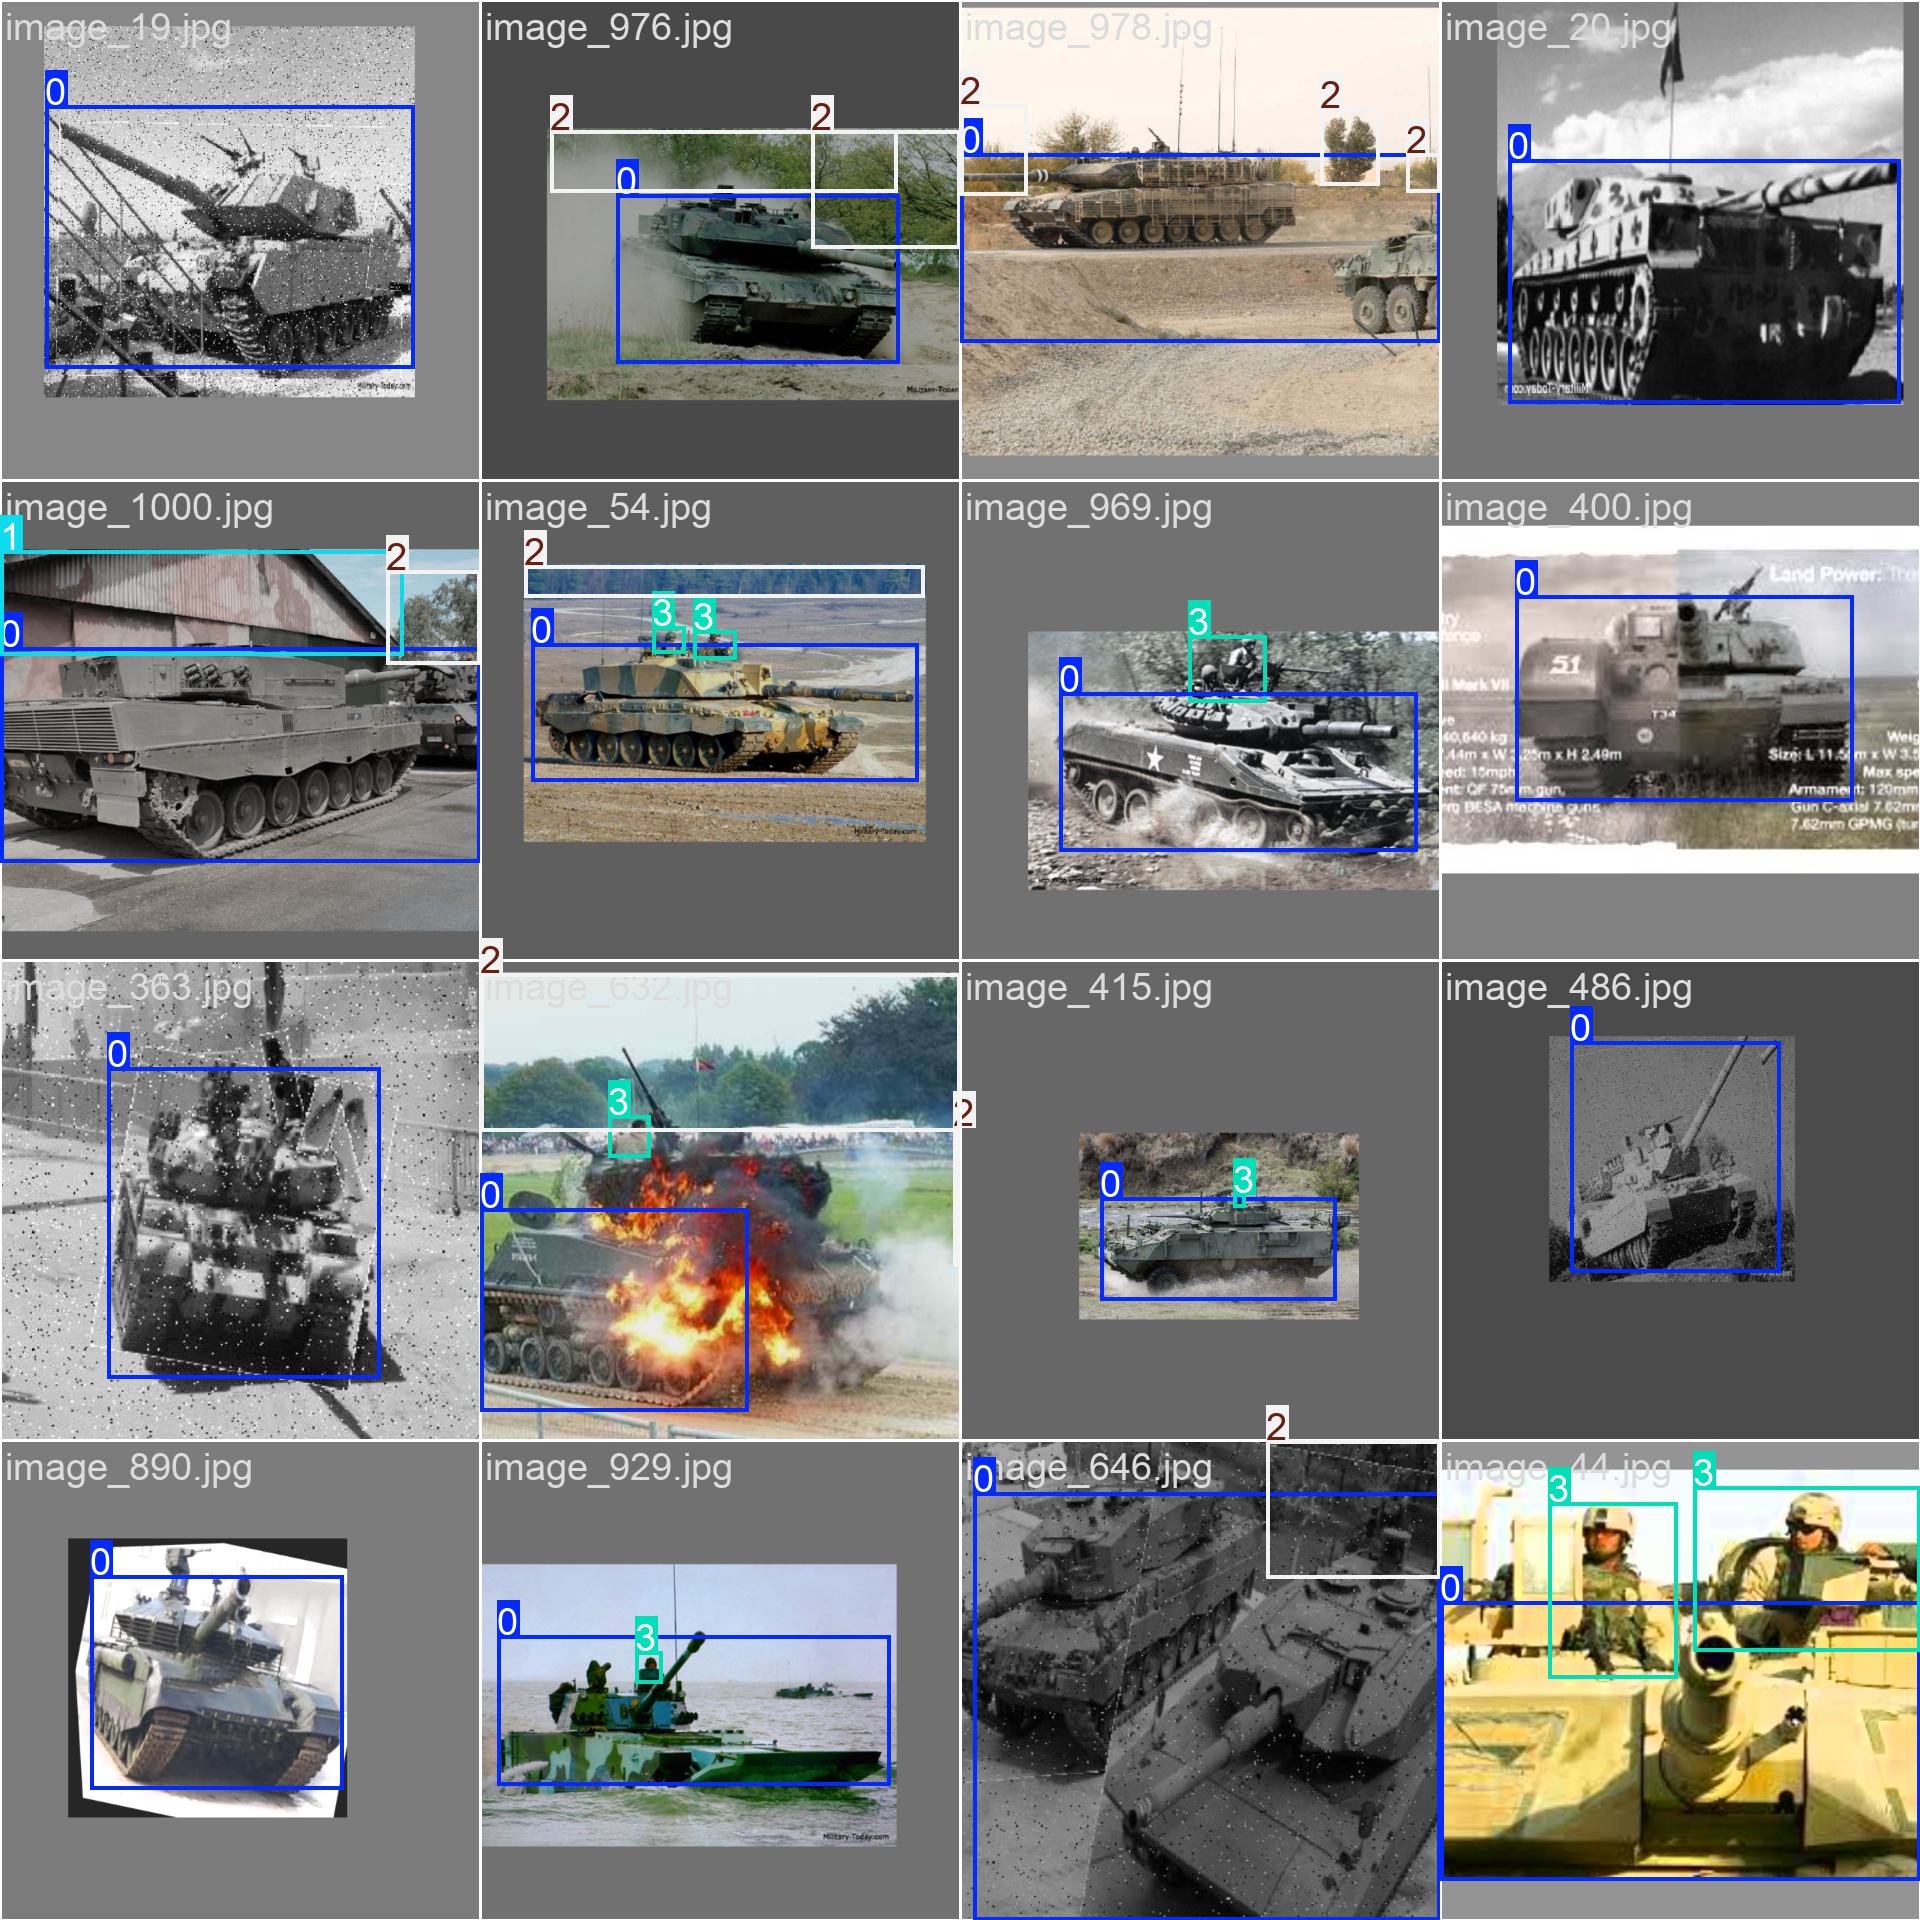 image_19.jpg
0
Military-Today.com
image_976.jpg
2
2
0
Military-Today
image_978.jpg
2
2
2
0
image_20.jpg
0
Military-Today.com
image_1000.jpg
1
2
0
image_54.jpg
2
3
3
0
Military-Today.com
image_969.jpg
3
0
image_400.jpg
0
Land Power:
51
Mark VII
T34
40,640 kg
.44m x W 3.25m x H 2.49m
Size: L 11.5
m x W 3.5
eed: 15mph
Max spe
nt: QF 75mm gun,
Armament: 120mm
BESA machine guns
Gun C-axial 7.62mm
7.62mm GPMG (tur
image_363.jpg
0
2
image_632.jpg
3
0
2
image_415.jpg
0
3
image_486.jpg
0
image_890.jpg
0
image_929.jpg
0
3
Military-Today.com
2
image_646.jpg
0
image_44.jpg
3
3
0